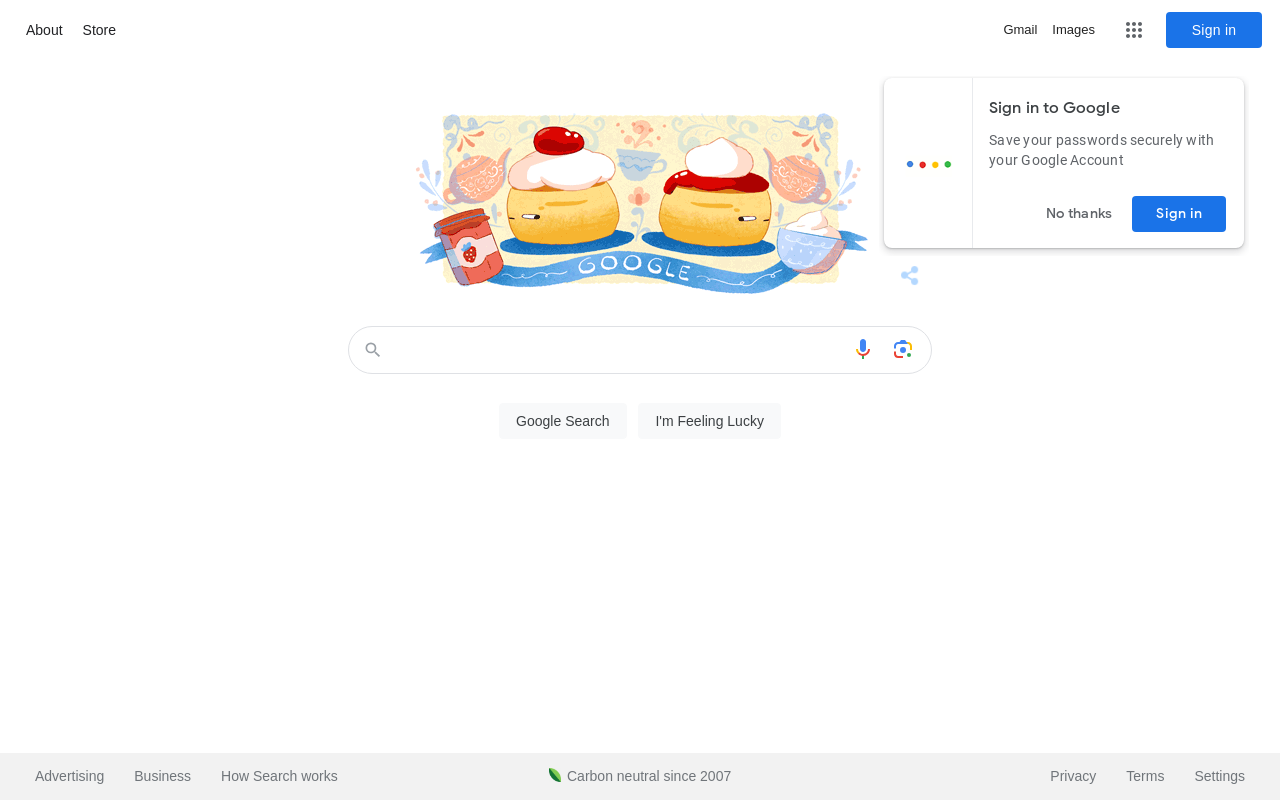 About
Store
Gmail
Images
Sign in
Sign in to Google
Save your passwords securely with
your Google Account
No thanks
Sign in
GOOGLE
Google Search
I'm Feeling Lucky
Advertising
Business
How Search works
Carbon neutral since 2007
Privacy
Terms
Settings